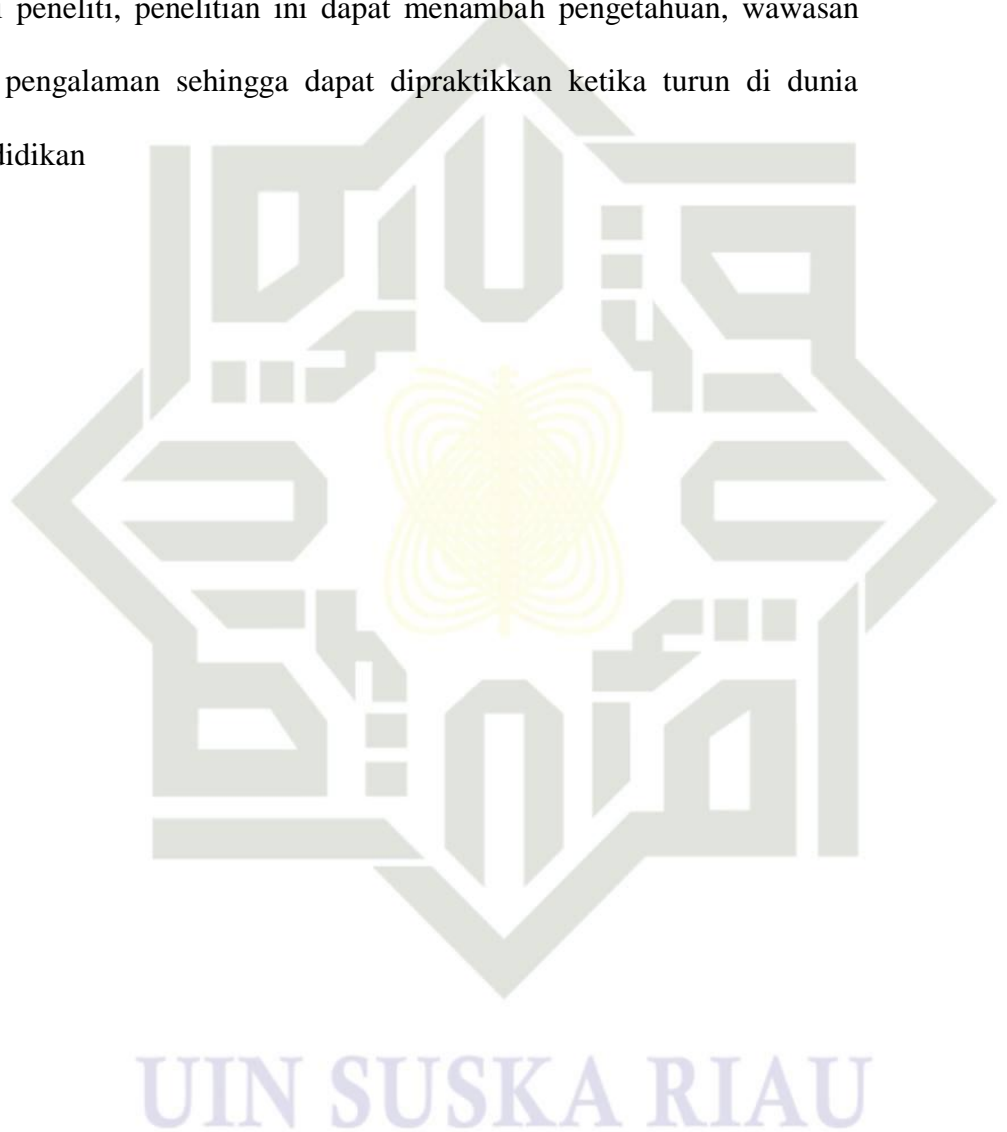 i peneliti, penelitian ini dapat menambah pengetahuan, wawasan
pengalaman sehingga dapat dipraktikkan ketika turun di dunia
didikan
UIN SUSKA RIAU